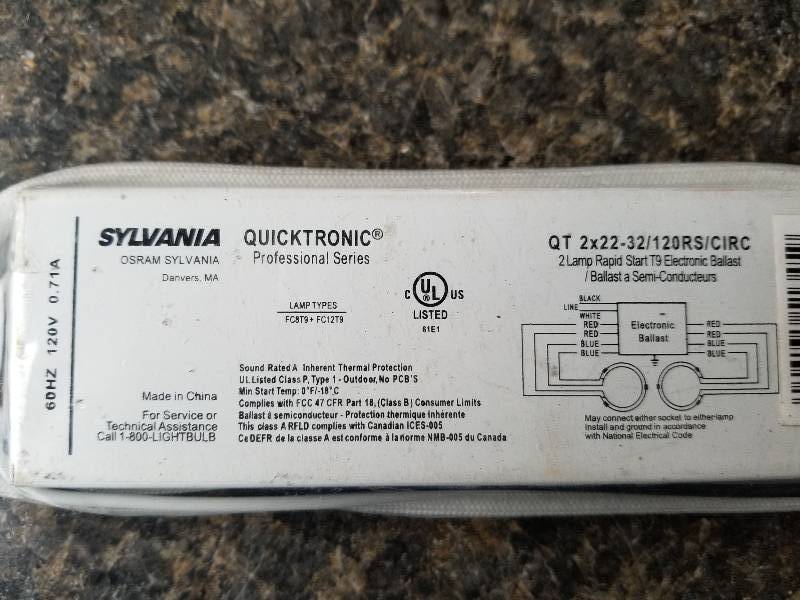 60HZ 120V 0.71A
SYLVANIA
OSRAM SYLVANIA
Danvers, MA
QUICKTRONIC®
Professional Series
LAMP TYPES
FC8T9 + FC12T9
C UL US
LISTED
61E1
QT 2x22-32/120RS/CIRC
2 Lamp Rapid Start T9 Electronic Ballast
/ Ballast a Semi-Conducteurs
BLACK
LINE
WHITE
RED
RED
BLUE
BLUE
Electronic
Ballast
RED
RED
BLUE
BLUE
May connect either socket to either lamp
Install and ground in accordance
with National Electrical Code
Made in China
For Service or
Technical Assistance
Call 1-800-LIGHTBULB
Sound Rated A Inherent Thermal Protection
UL Listed Class P, Type 1 - Outdoor, No PCB'S
Min Start Temp: 0°F/-18°C
Complies with FCC 47 CFR Part 18, (Class B) Consumer Limits
Ballast à semiconducteur - Protection thermique inhérente
This class A RFLD complies with Canadian ICES-005
Ce DEFR de la classe A est conforme à la norme NMB-005 du Canada